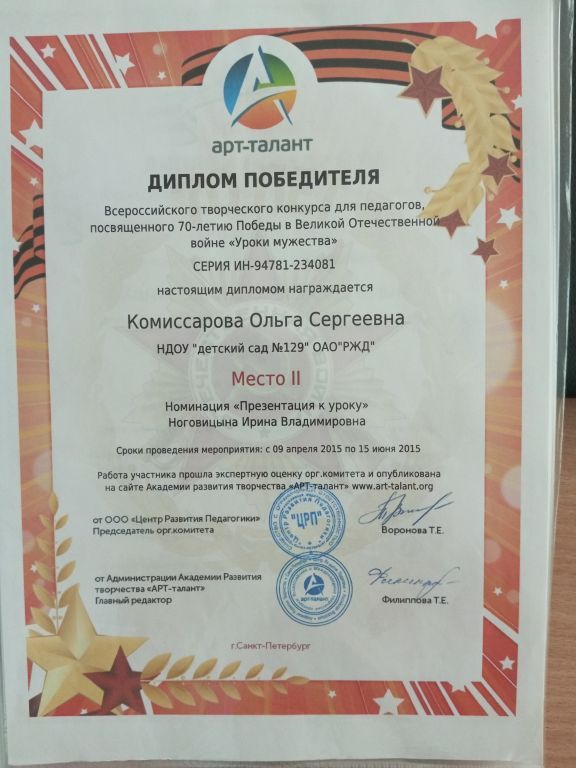 арт-талант
ДИПЛОМ ПОБЕДИТЕЛЯ
Всероссийского творческого конкурса для педагогов,
посвященного 70-летию Победы в Великой Отечественной
войне «Уроки мужества»
СЕРИЯ ИН-94781-234081
настоящим дипломом награждается
Комиссарова Ольга Сергеевна
НДОУ "детский сад №129" ОАО"РЖД"
Место II
Номинация «Презентация к уроку»
Ноговицына Ирина Владимировна
Сроки проведения мероприятия: с 09 апреля 2015 по 15 июня 2015
Работа участника прошла экспертную оценку орг.комитета и опубликована
на сайте Академии развития творчества «АРТ-талант» www.art-talant.org
от ООО «Центр Развития Педагогики»
Председатель орг.комитета
"ЦРП"
Воронова Т.Е.
от Администрации Академии Развития
творчества «АРТ-талант»
Главный редактор
арт-талант
Филиппова Т.Е.
г.Санкт-Петербург